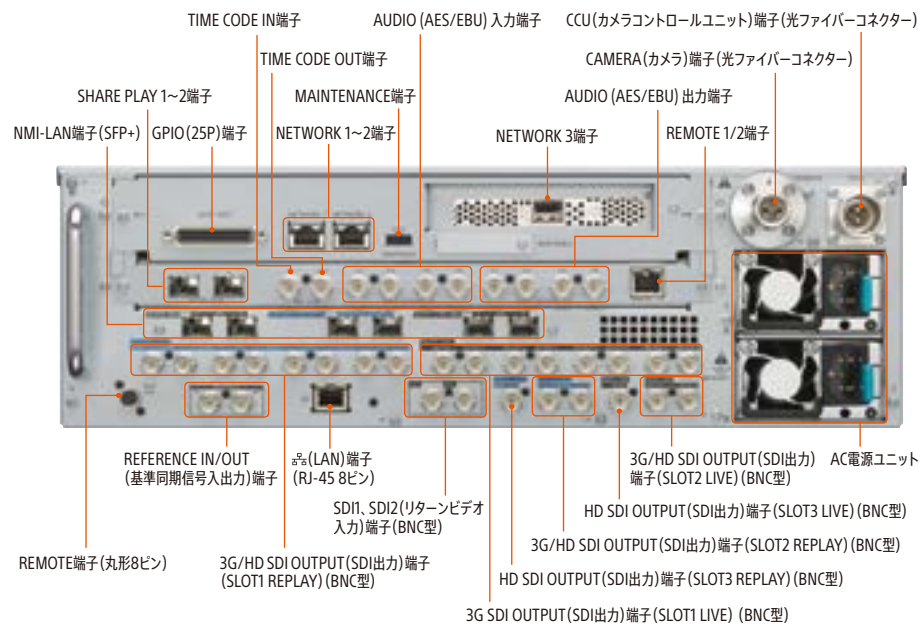 TIME CODE IN端子
AUDIO (AES/EBU) 入力端子
CCU(カメラコントロールユニット)端子(光ファイバーコネクター)
TIME CODE OUT端子
CAMERA(カメラ)端子(光ファイバーコネクター)
SHARE PLAY 1~2端子
MAINTENANCE端子
AUDIO (AES/EBU) 出力端子
NMI-LAN端子(SFP+)
GPIO(25P)端子
NETWORK 1~2端子
NETWORK 3端子
REMOTE 1/2端子
REFERENCE IN/OUT
(基準同期信号入出力)端子
(LAN)端子
(RJ-45 8ピン)
3G/HD SDI OUTPUT(SDI出力)
端子(SLOT2 LIVE)(BNC型)
AC電源ユニット
SDI1、SDI2(リターンビデオ
入力)端子(BNC型)
HD SDI OUTPUT(SDI出力)端子(SLOT3 LIVE)(BNC型)
3G/HD SDI OUTPUT(SDI出力)端子(SLOT2 REPLAY)(BNC型)
REMOTE端子(丸形8ピン)
3G/HD SDI OUTPUT(SDI出力)端子
(SLOT1 REPLAY)(BNC型)
HD SDI OUTPUT(SDI出力)端子(SLOT3 REPLAY)(BNC型)
3G SDI OUTPUT(SDI出力)端子(SLOT1 LIVE) (BNC型)